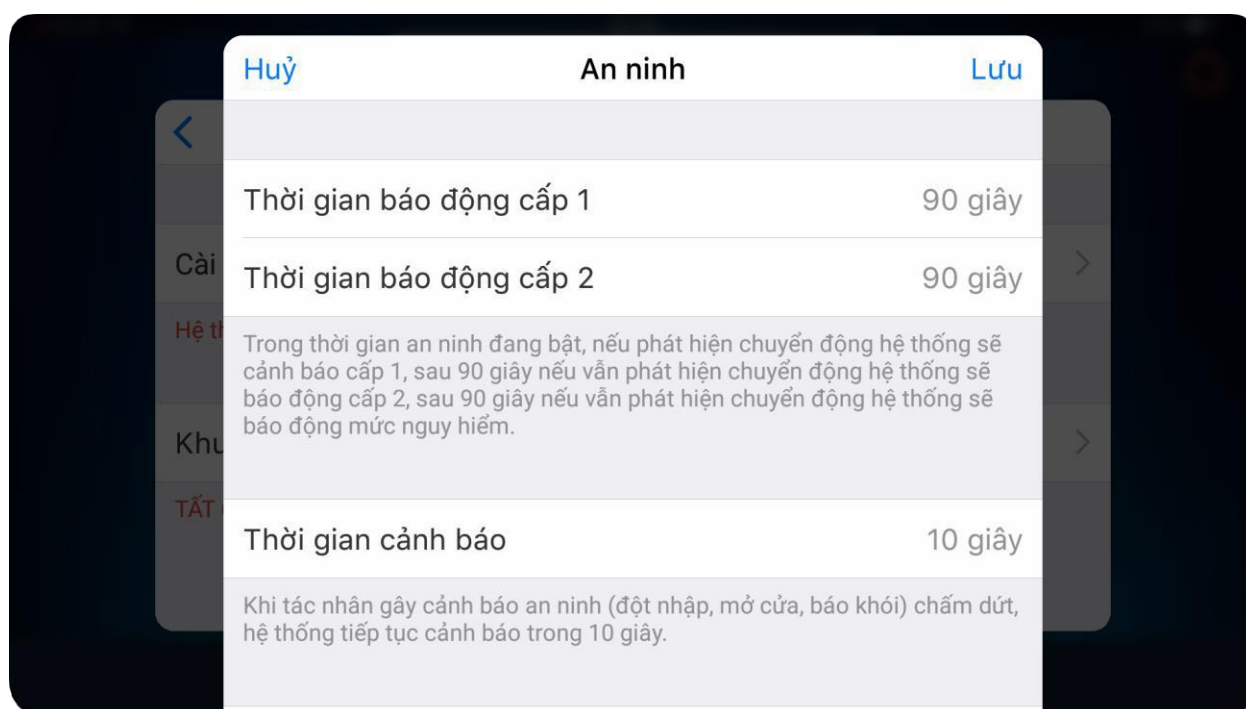 Huỷ An ninh Lưu
Thời gian báo động cấp 1 90 giây
Cài
Thời gian báo động cấp 2 90 giây
Trong thời gian an ninh đang bật, nếu phát hiện chuyển động hệ thống sẽ
cảnh báo cấp 1, sau 90 giây nếu vẫn phát hiện chuyển động hệ thống sẽ
báo động cấp 2, sau 90 giây nếu vẫn phát hiện chuyển động hệ thống sẽ
báo động mức nguy hiểm.
Hệ
TẤT
Thời gian cảnh báo 10 giây
Khi tác nhân gây cảnh báo an ninh (đột nhập, mở cửa, báo khói) chấm dứt,
hệ thống tiếp tục cảnh báo trong 10 giây.